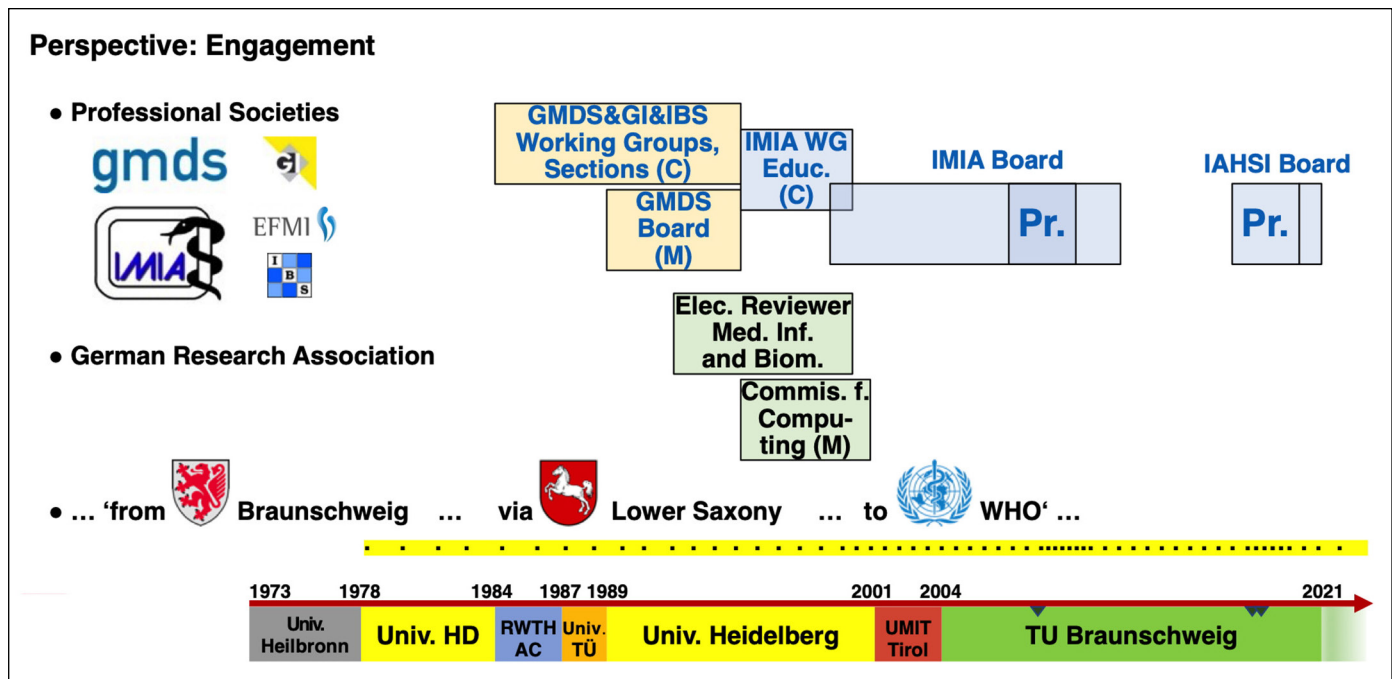 Perspective: Engagement
● Professional Societies
gmds
GI
IMIA
EFMI
I
B
S
GMDS&GI&IBS
Working Groups,
Sections (C)
GMDS
Board
(M)
IMIA WG
Educ.
(C)
IMIA Board
Pr.
IAHSI Board
Pr.
● German Research Association
Elec. Reviewer
Med. Inf.
and Biom.
Commis. f.
Compu-
ting (M)
● … ‘from Braunschweig … via Lower Saxony … to WHO‘ …
1973 1978 1984 1987 1989 2001 2004 2021
Univ.
Heilbronn
Univ. HD
RWTH
AC
Univ.
TÜ
Univ. Heidelberg
UMIT
Tirol
TU Braunschweig